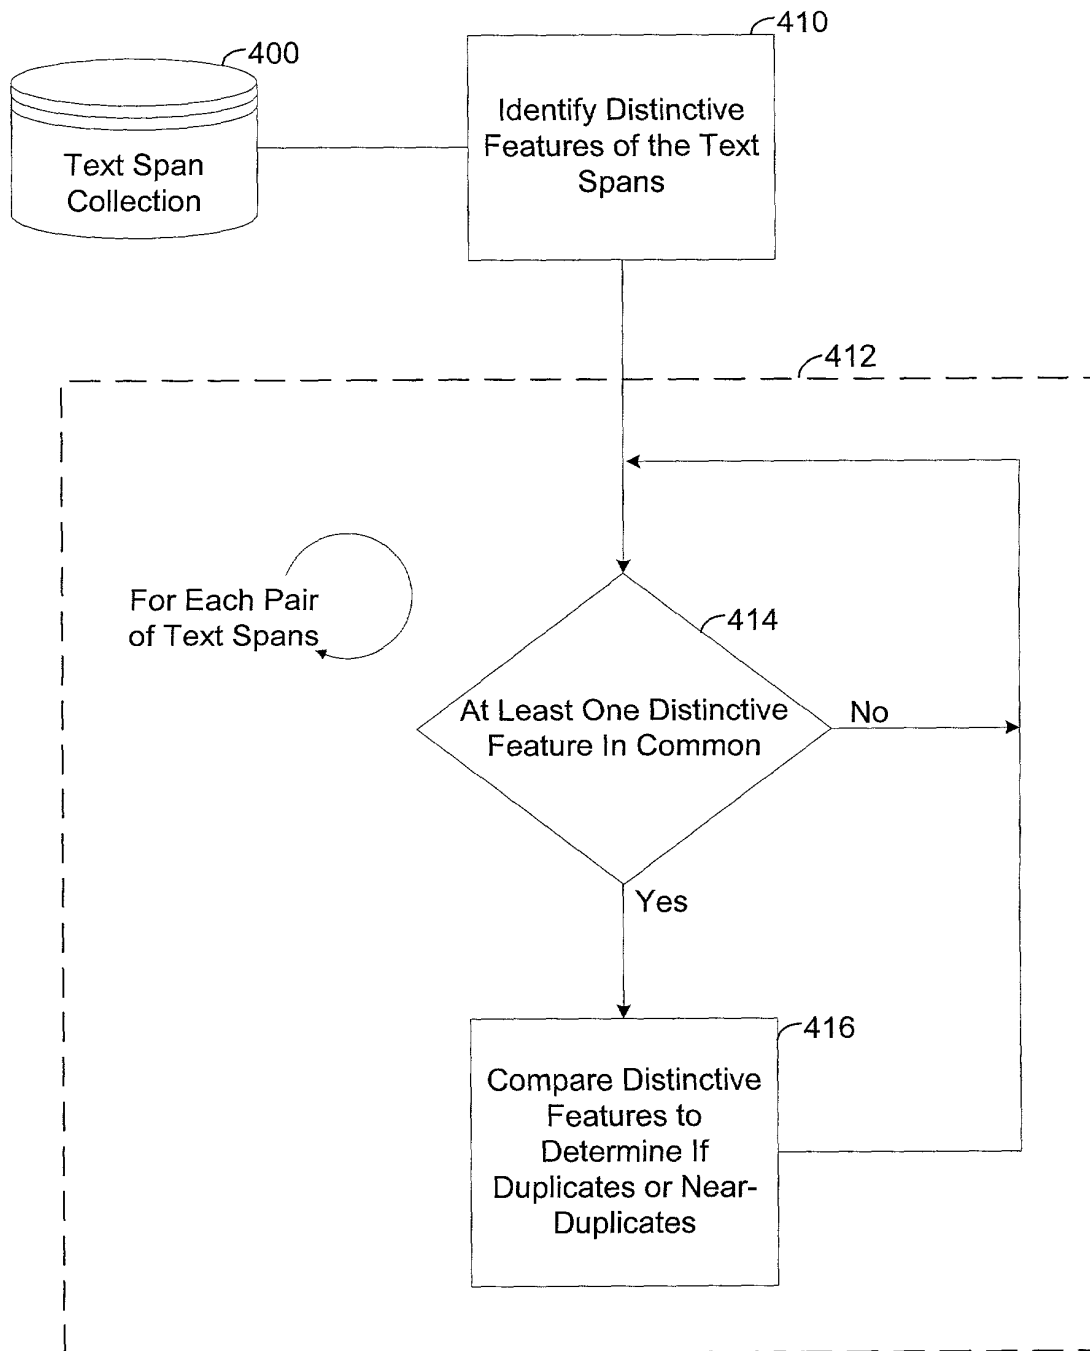 410
400
Identify Distinctive
Features of the Text
Spans
Text Span
Collection
412
For Each Pair
of Text Spans
414
At Least One Distinctive
Feature In Common
No
Yes
416
Compare Distinctive
Features to
Determine If
Duplicates or Near-
Duplicates